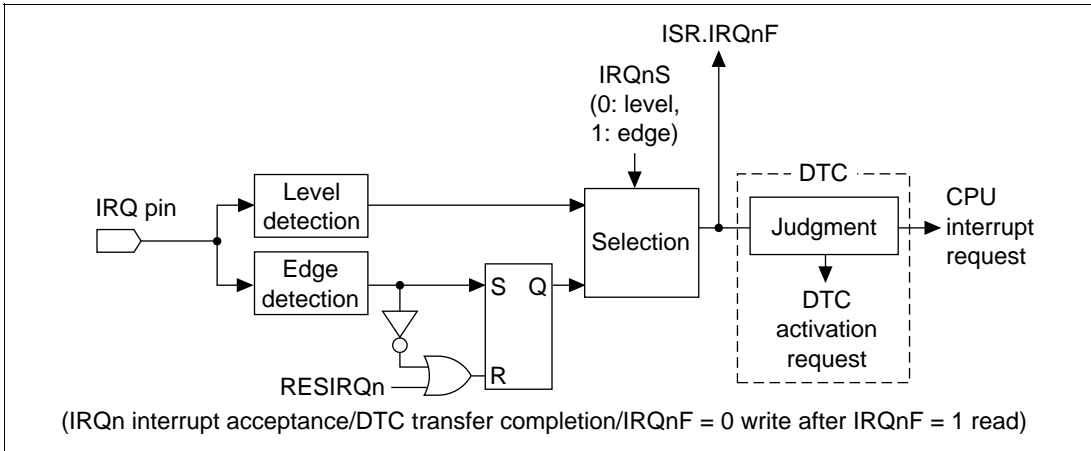 ISR.IRQnF
IRQnS
(0: level,
1: edge)
DTC
Level
detection
IRQ pin
CPU
interrupt
request
Selection
Judgment
Edge
detection
S Q
DTC
activation
request
R
RESIRQn
(IRQn interrupt acceptance/DTC transfer completion/IRQnF = 0 write after IRQnF = 1 read)